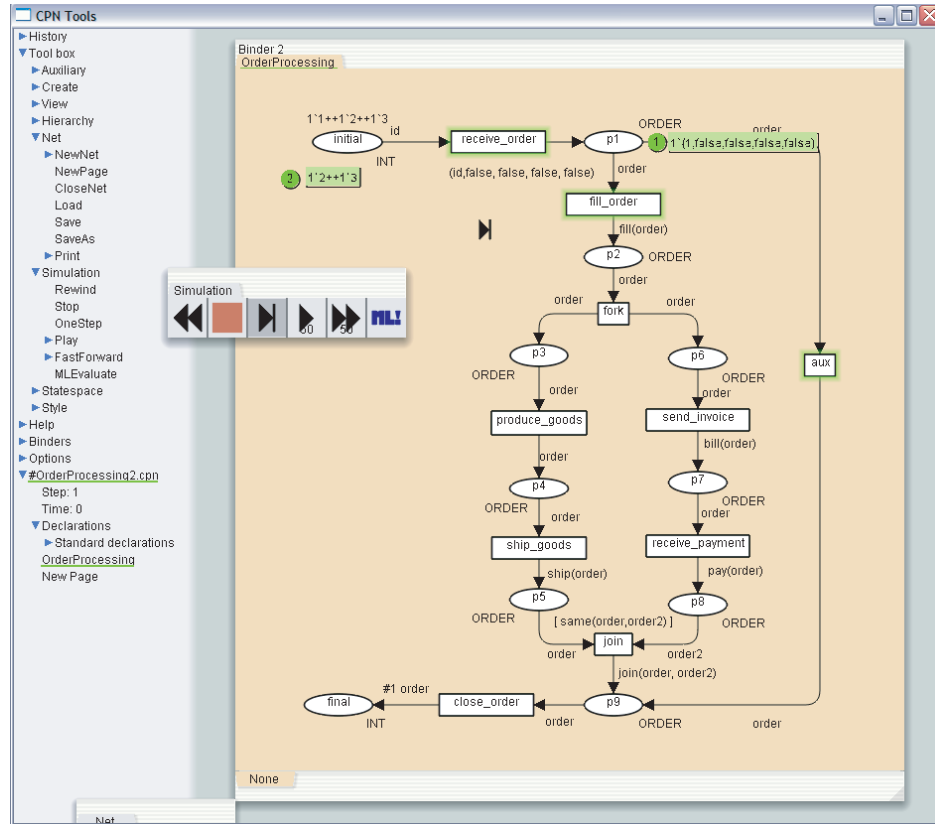 CPN Tools
History
Tool box
Auxiliary
Create
View
Hierarchy
Net
NewNet
NewPage
CloseNet
Load
Save
SaveAs
Print
Simulation
Rewind
Stop
OneStep
Play
FastForward
MLEvaluate
Statespace
Style
Help
Binders
Options
#OrderProcessing2.cpn
Step: 1
Time: 0
Declarations
Standard declarations
OrderProcessing
New Page
Net
Simulation
50
50
ML!
Binder 2
OrderProcessing
1`1++1`2++1`3
initial
id
INT
2
1`2++1`3
receive_order
(id,false, false, false, false)
p1
ORDER
order
1
1`(1,false,false,false,false)
order
fill_order
fill(order)
p2
ORDER
order
fork
order
order
p3
ORDER
order
p6
ORDER
order
aux
produce_goods
order
send_invoice
bill(order)
p4
ORDER
order
p7
ORDER
order
ship_goods
ship(order)
receive_payment
pay(order)
p5
ORDER
order
p8
ORDER
order2
[ same(order,order2) ]
join
join(order, order2)
final
INT
#1 order
close_order
order
p9
ORDER
order
None